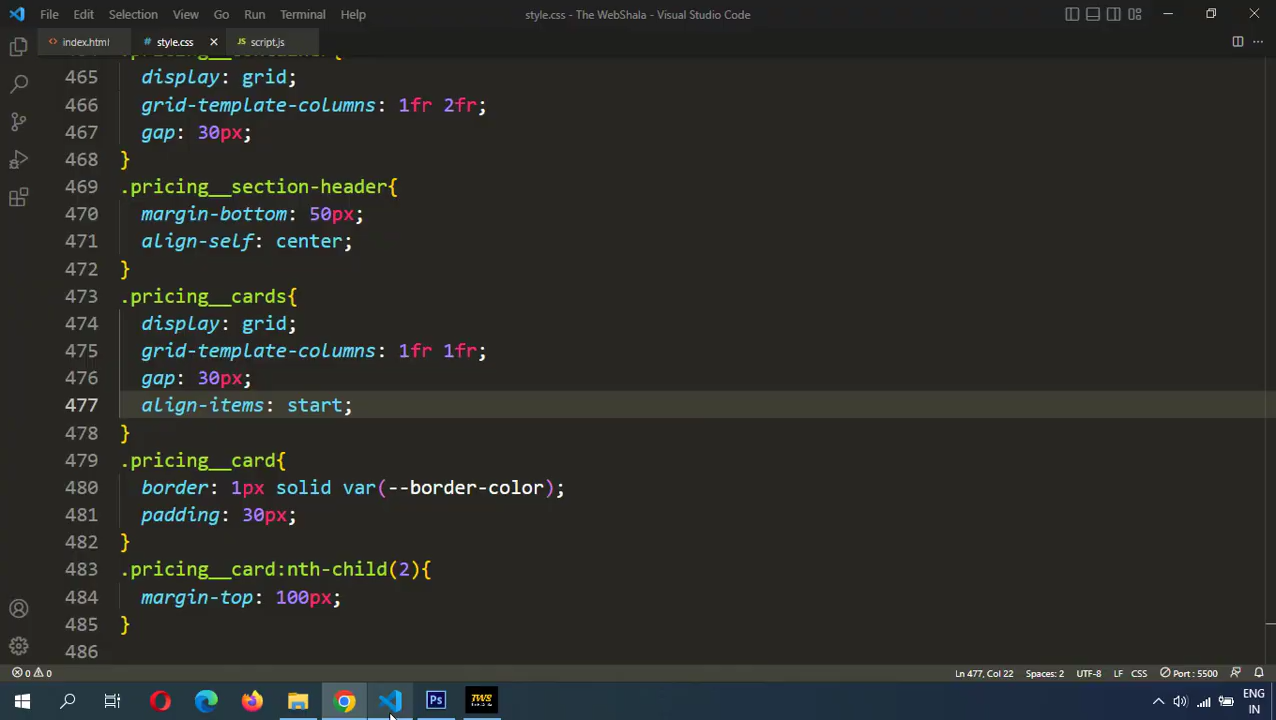 File Edit Selection View Go Run Terminal Help style.css - The WebShala - Visual Studio Code
index.html # style.css JS script.js
465 display: grid;
466 grid-template-columns: 1fr 2fr;
467 gap: 30px;
468 }
469 .pricing__section-header{
470 margin-bottom: 50px;
471 align-self: center;
472 }
473 .pricing__cards{
474 display: grid;
475 grid-template-columns: 1fr 1fr;
476 gap: 30px;
477 align-items: start;
478 }
479 .pricing__card{
480 border: 1px solid var(--border-color);
481 padding: 30px;
482 }
483 .pricing__card:nth-child(2){
484 margin-top: 100px;
485 }
486
0 0 Ln 477, Col 22 Spaces: 2 UTF-8 LF CSS Port : 5500
Ps TWS ENG
IN